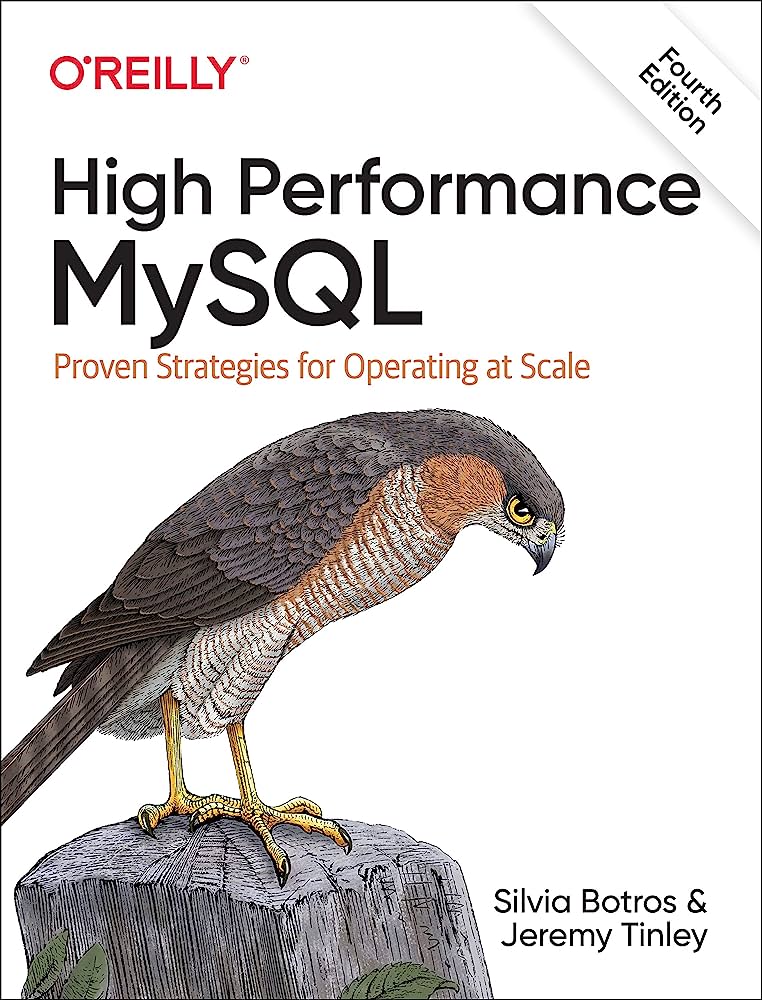 O'REILLY®
Fourth
Edition
High Performance
MySQL
Proven Strategies for Operating at Scale
Silvia Botros &
Jeremy Tinley